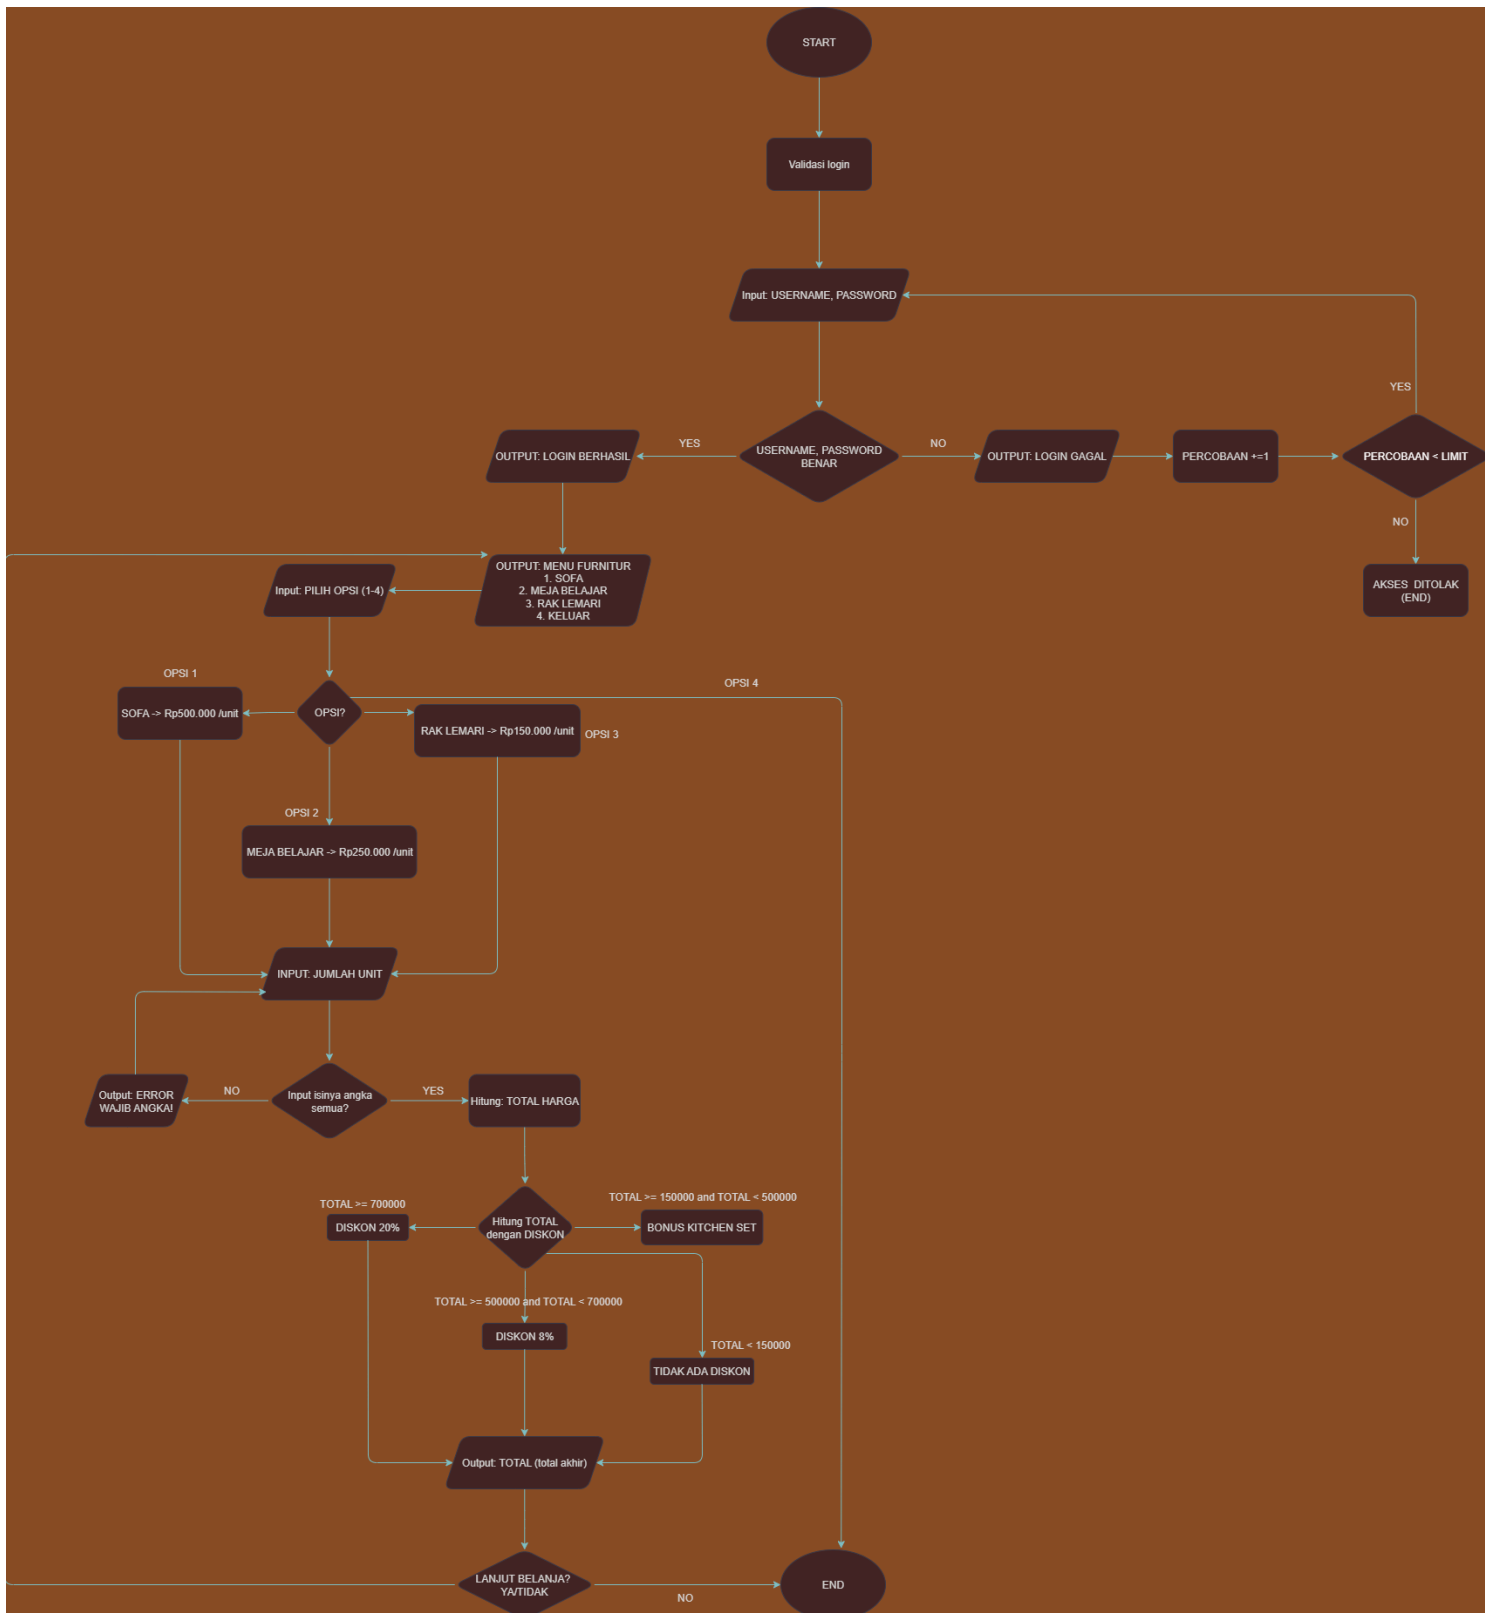 START
Validasi login
Input: USERNAME, PASSWORD
YES
USERNAME, PASSWORD
BENAR
YES
NO
OUTPUT: LOGIN BERHASIL
OUTPUT: LOGIN GAGAL
PERCOBAAN +=1
PERCOBAAN < LIMIT
NO
AKSES DITOLAK
(END)
OUTPUT: MENU FURNITUR
1. SOFA
2. MEJA BELAJAR
3. RAK LEMARI
4. KELUAR
Input: PILIH OPSI (1-4)
OPSI 1
OPSI 4
SOFA -> Rp500.000 /unit
OPSI?
RAK LEMARI -> Rp150.000 /unit
OPSI 3
OPSI 2
MEJA BELAJAR -> Rp250.000 /unit
INPUT: JUMLAH UNIT
Output: ERROR
WAJIB ANGKA!
NO
Input isinya angka
semua?
YES
Hitung: TOTAL HARGA
TOTAL >= 700000
TOTAL >= 150000 and TOTAL < 500000
DISKON 20%
Hitung TOTAL
dengan DISKON
BONUS KITCHEN SET
TOTAL >= 500000 and TOTAL < 700000
DISKON 8%
TOTAL < 150000
TIDAK ADA DISKON
Output: TOTAL (total akhir)
LANJUT BELANJA?
YA/TIDAK
NO
END